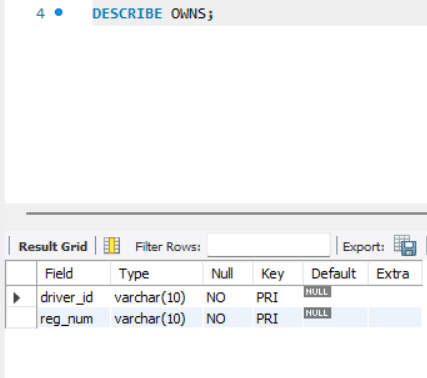 4 DESCRIBE OWNS;
Result Grid Filter Rows: Export:
Field Type Null Key Default Extra
driver_id varchar(10) NO PRI NULL
reg_num varchar(10) NO PRI NULL